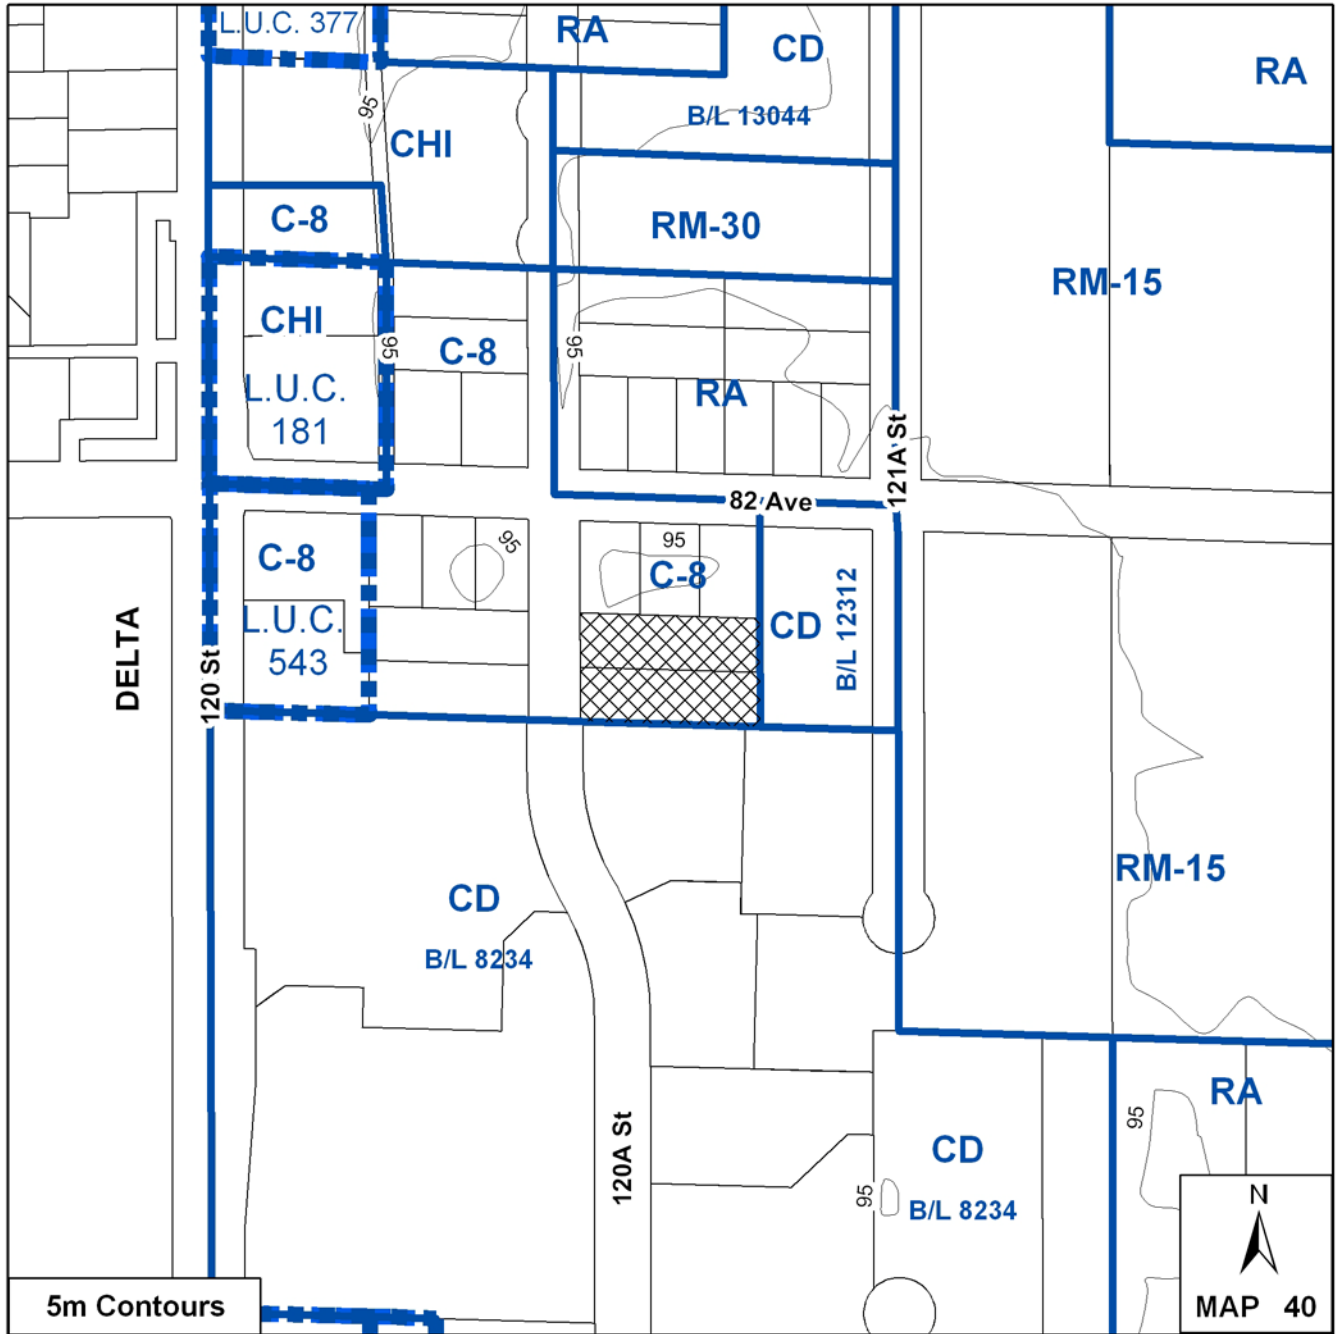 L.U.C. 377
RA
CD
RA
95
B/L 13044
CHI
C-8
RM-30
RM-15
CHI
95
C-8
95
L.U.C.
181
RA
121A St
82 Ave
C-8
95
95
C-8
L.U.C.
543
CD
B/L 12312
DELTA
120 St
RM-15
CD
B/L 8234
RA
95
120A St
CD
95
B/L 8234
N
5m Contours
MAP 40